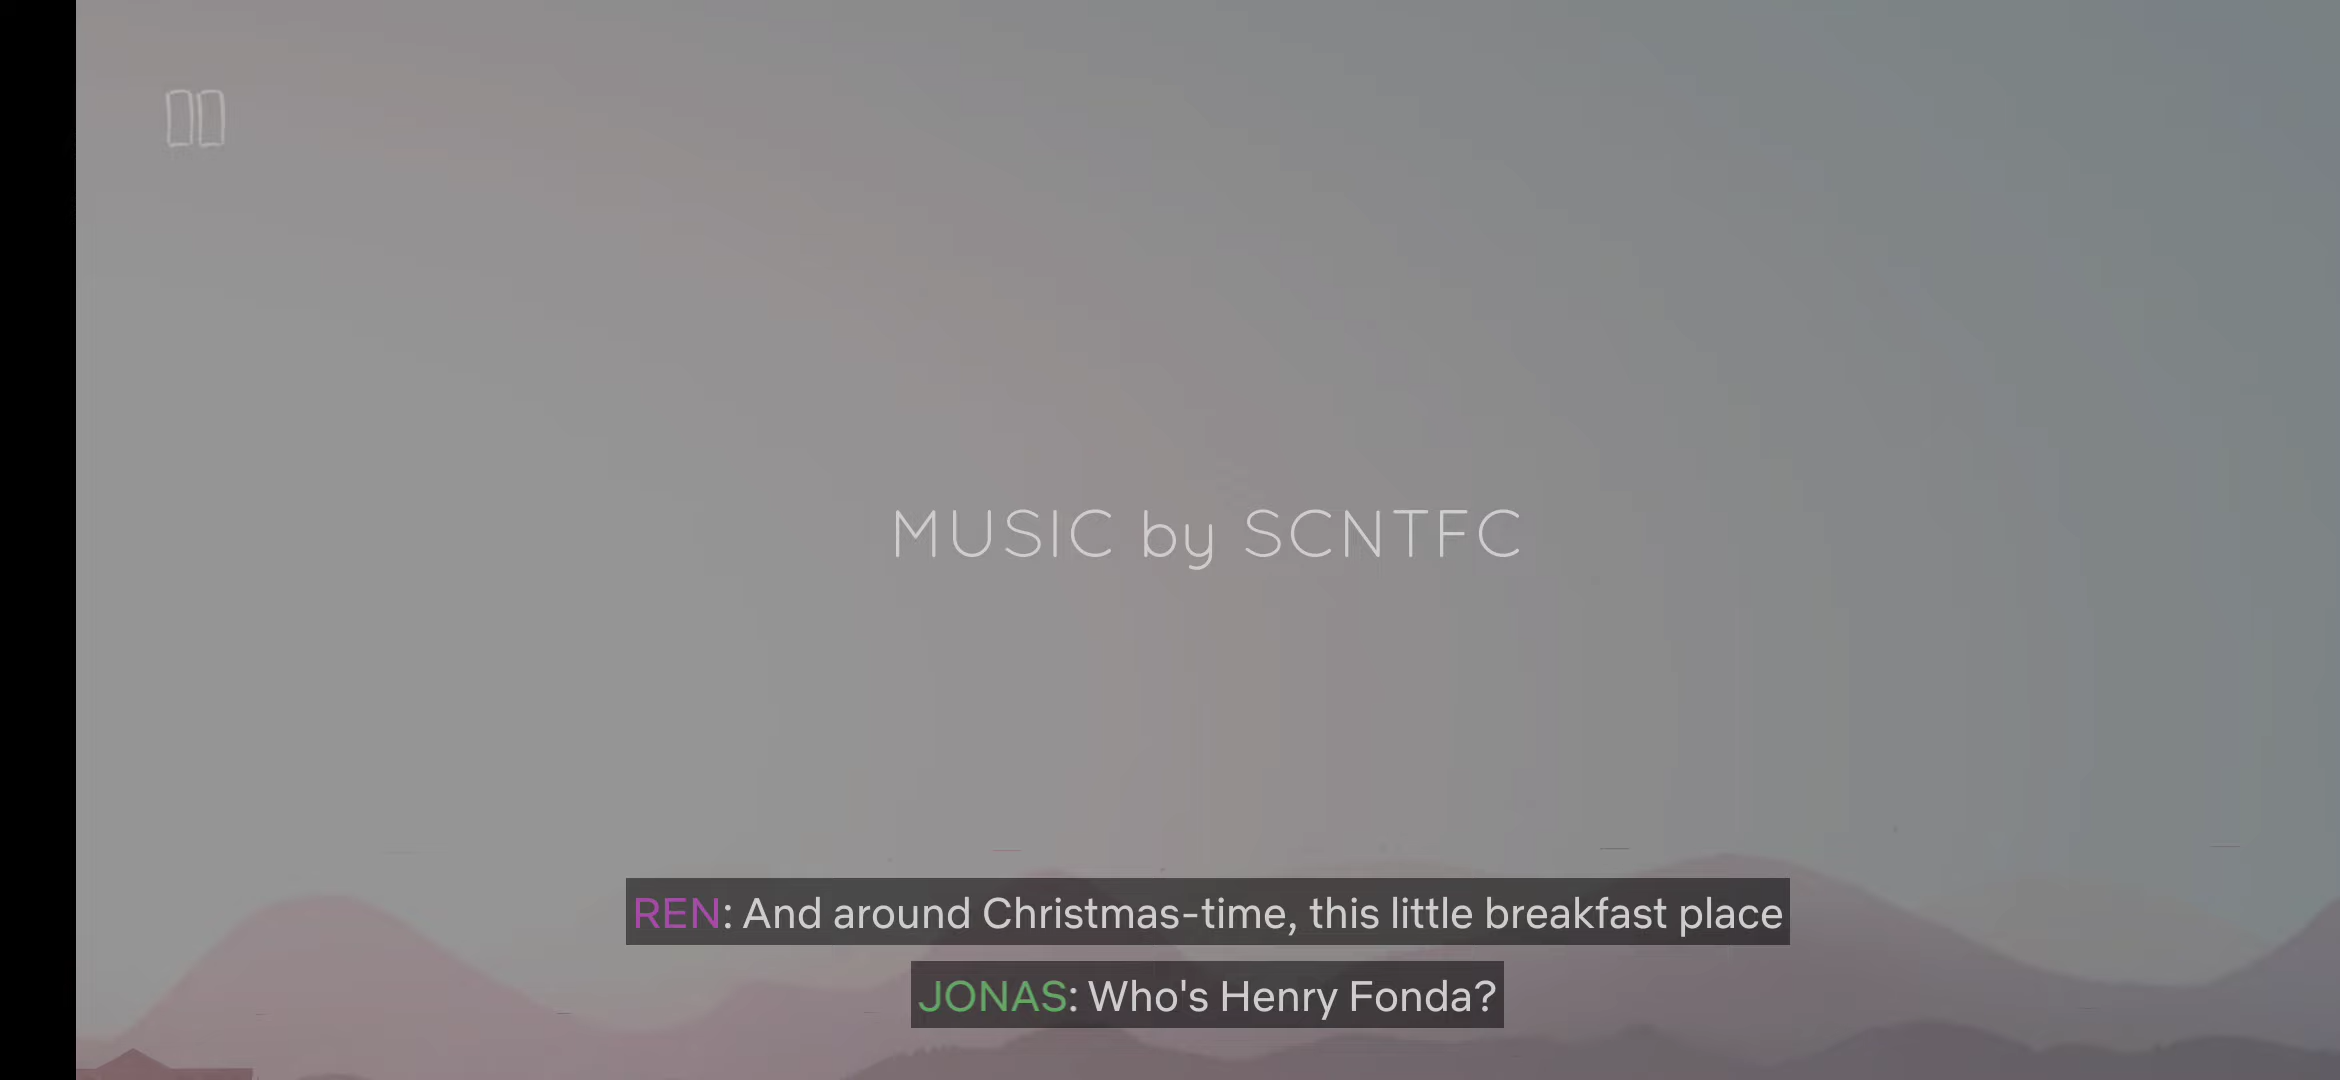 MUSIC by SCNTFC
REN: And around Christmas-time, this little breakfast place
JONAS: Who's Henry Fonda?